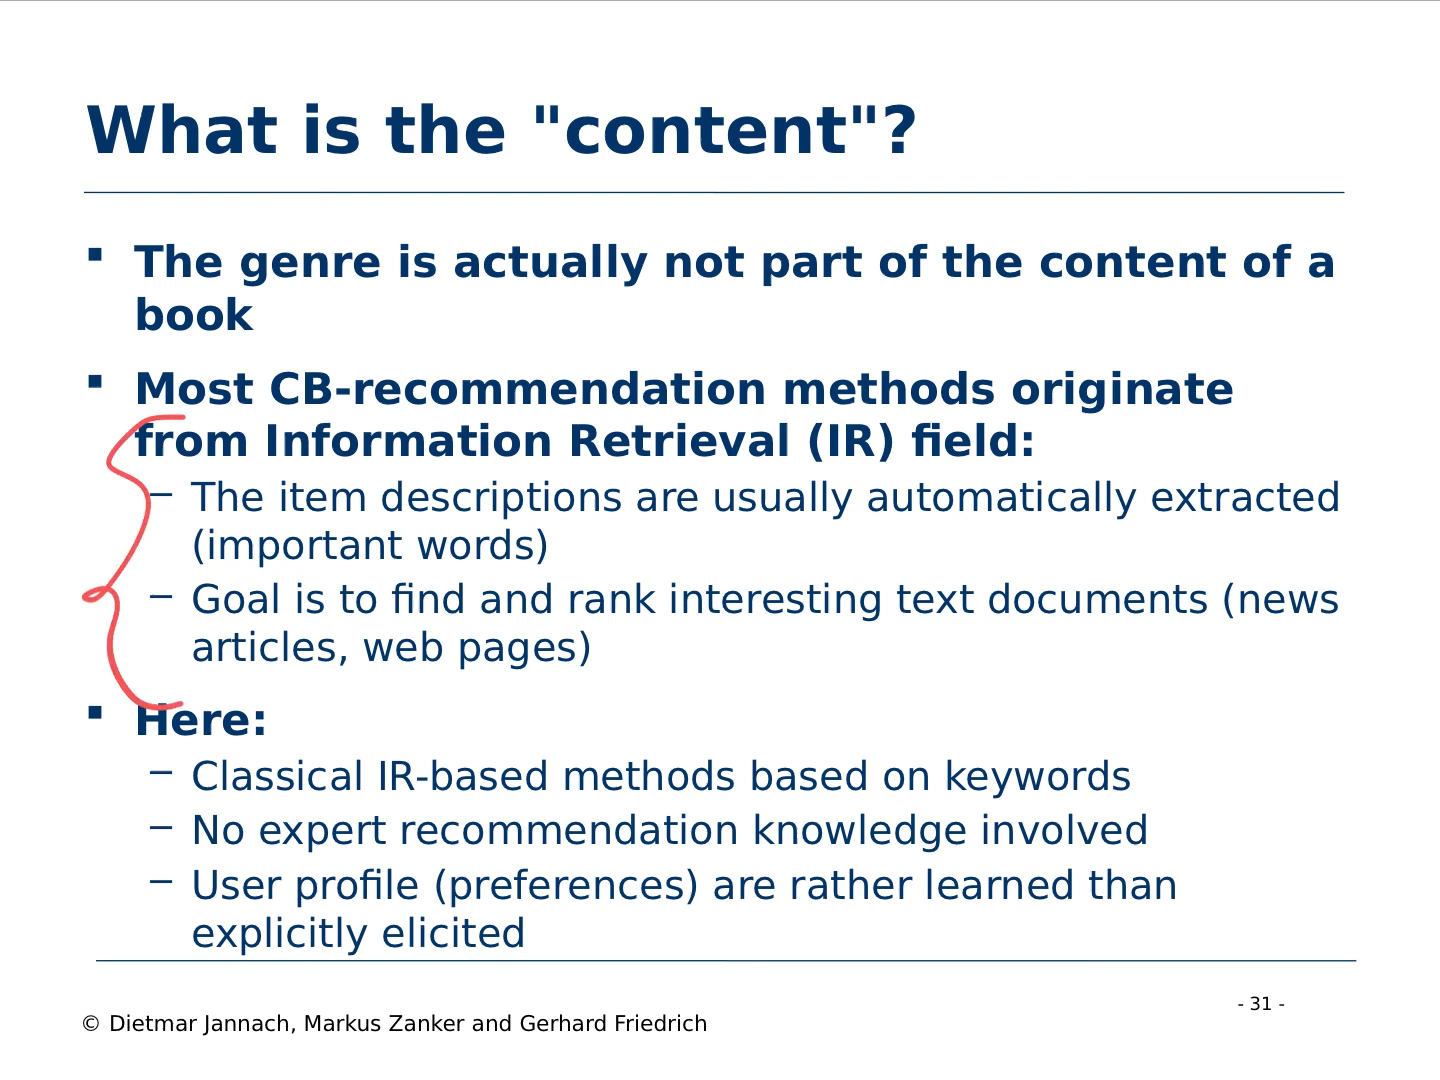 What is the "content"?
▪ The genre is actually not part of the content of a
book
▪ Most CB-recommendation methods originate
from Information Retrieval (IR) field:
– The item descriptions are usually automatically extracted
(important words)
– Goal is to find and rank interesting text documents (news
articles, web pages)
▪ Here:
– Classical IR-based methods based on keywords
– No expert recommendation knowledge involved
– User profile (preferences) are rather learned than
explicitly elicited
- 31 -
© Dietmar Jannach, Markus Zanker and Gerhard Friedrich